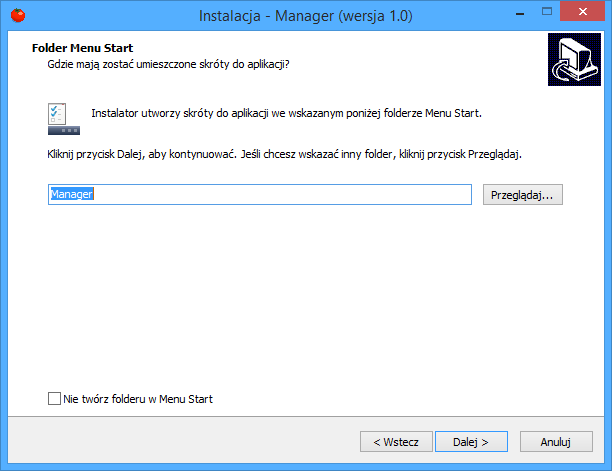 Instalacja - Manager (wersja 1.0)
Folder Menu Start
Gdzie mają zostać umieszczone skróty do aplikacji?
Instalator utworzy skróty do aplikacji we wskazanym poniżej folderze Menu Start.
Kliknij przycisk Dalej, aby kontynuować. Jeśli chcesz wskazać inny folder, kliknij przycisk Przeglądaj.
Manager Przeglądaj...
Nie twórz folderu w Menu Start
< Wstecz Dalej > Anuluj